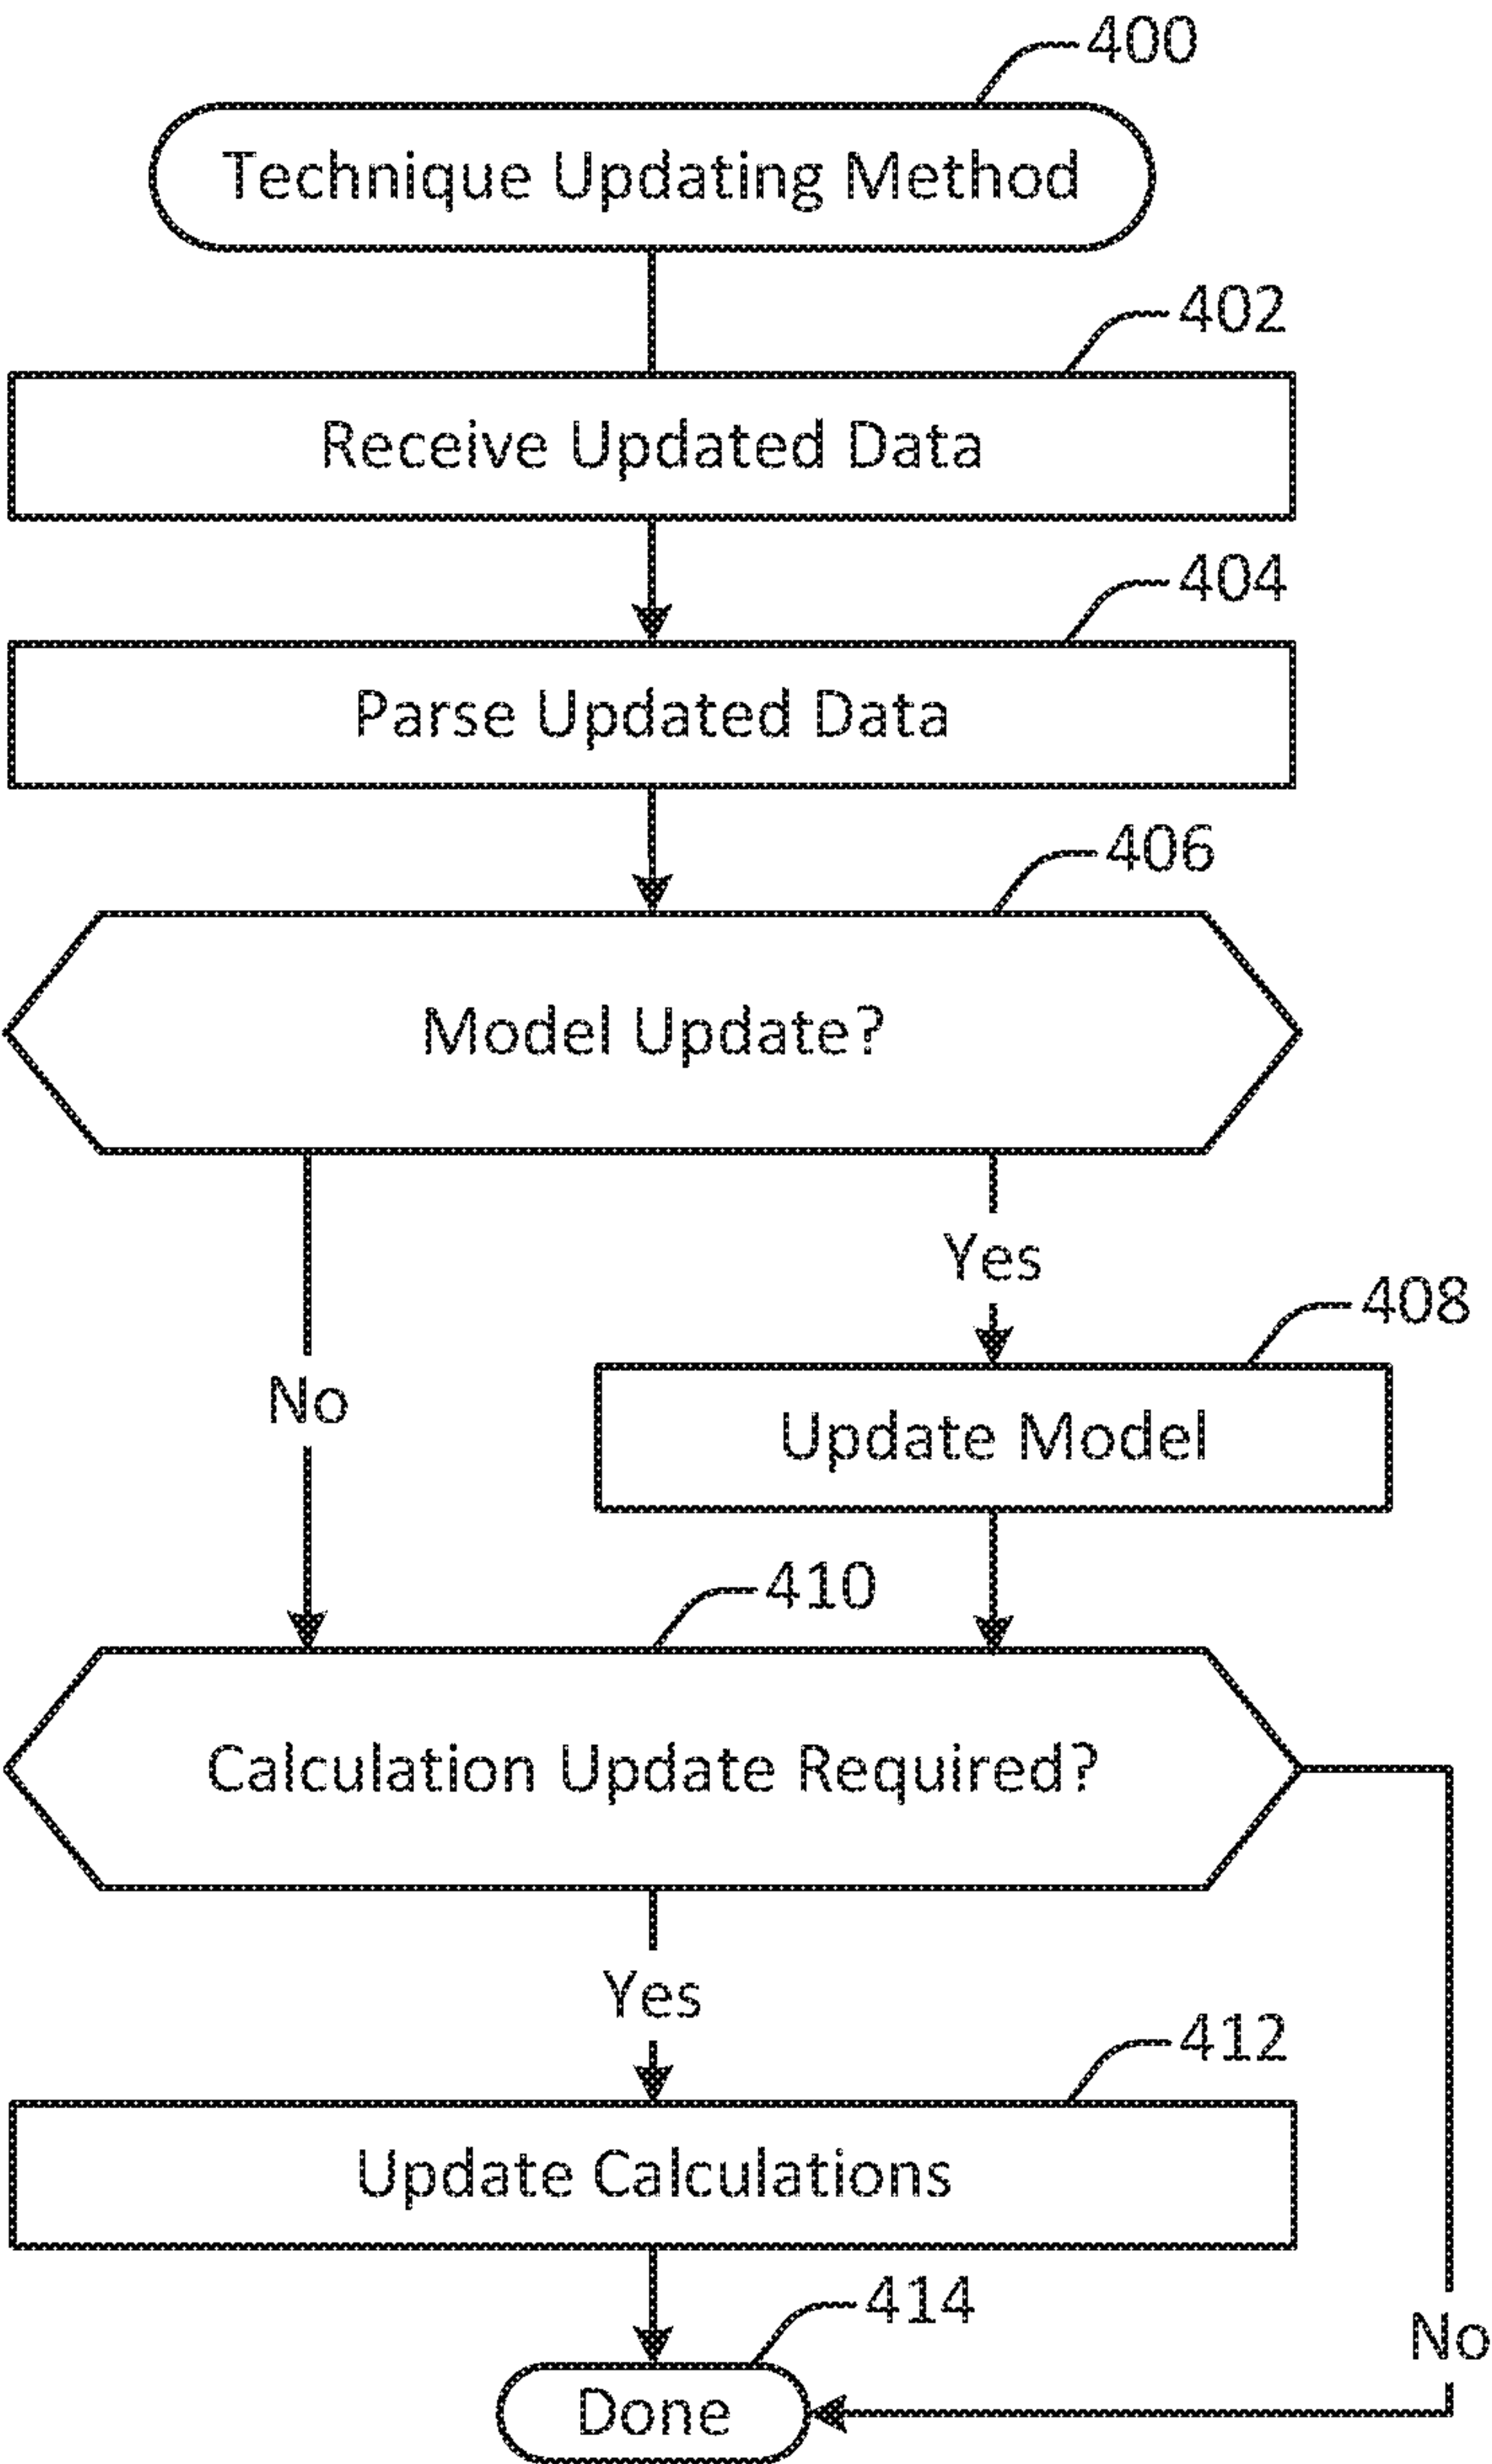 400
Technique Updating Method
402
Receive Updated Data
404
Parse Updated Data
406
Model Update?
Yes
408
No
Update Model
410
Calculation Update Required?
Yes
412
Update Calculations
414
No
Done